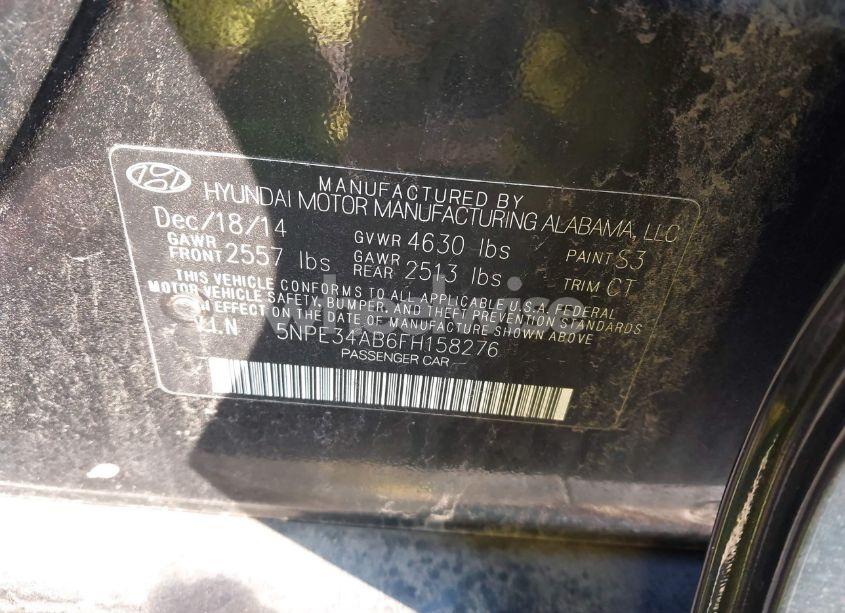 MANUFACTURED BY
HYUNDAI MOTOR MANUFACTURING ALABAMA, LLC
Dec/18/14 GVWR 4630 lbs PAINT S3
GAWR FRONT 2557 lbs GAWR REAR 2513 lbs TRIM CT
THIS VEHICLE CONFORMS TO ALL APPLICABLE U.S.A. FEDERAL
MOTOR VEHICLE SAFETY, BUMPER, AND THEFT PREVENTION STANDARDS
IN EFFECT ON THE DATE OF MANUFACTURE SHOWN ABOVE
V.I.N 5NPE34AB6FH158276
PASSENGER CAR